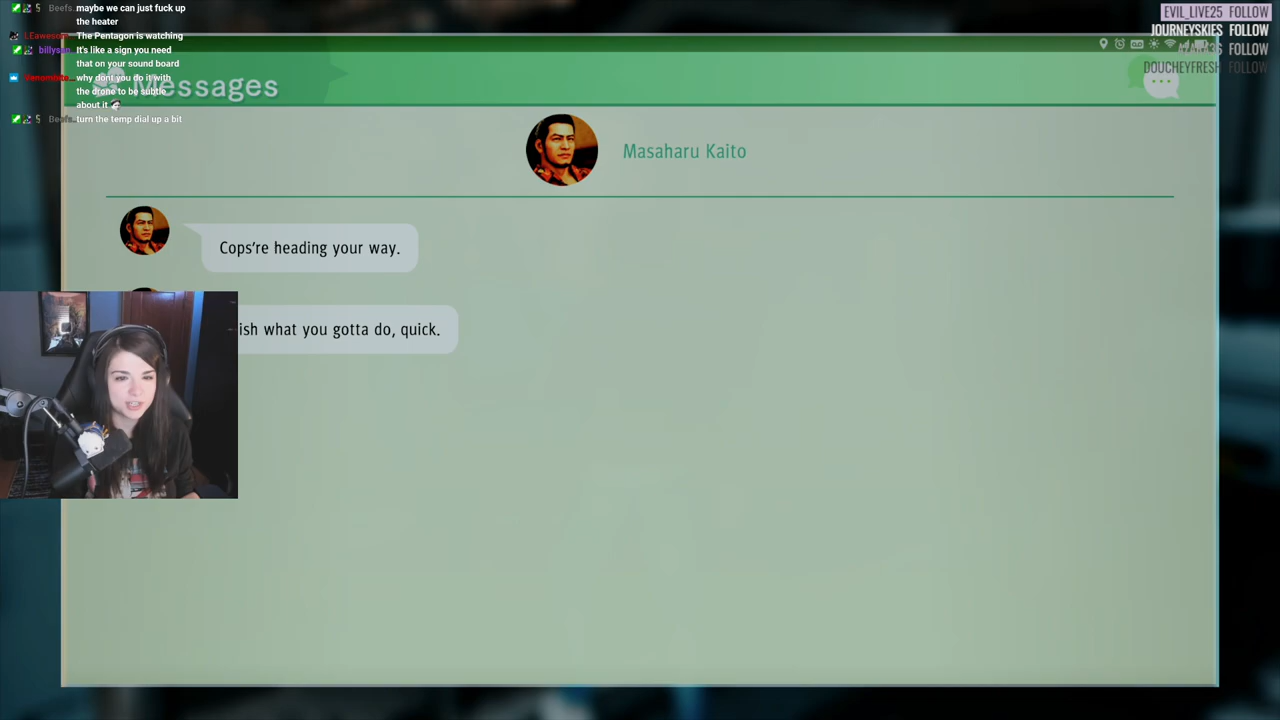 Beefs..maybe we can just fuck up
the heater
The Pentagon is watching
It's like a sign you need
that on your sound board
why dont you do it with
the drone to be subtle
about it
Beefs..turn the temp dial up a bit
EVIL_LIVE25 FOLLOW
JOURNEYSKIES FOLLOW
FOLLOW
DOUCHEYFRESH FOLLOW
Messages
Masaharu Kaito
Cops're heading your way.
ish what you gotta do, quick.